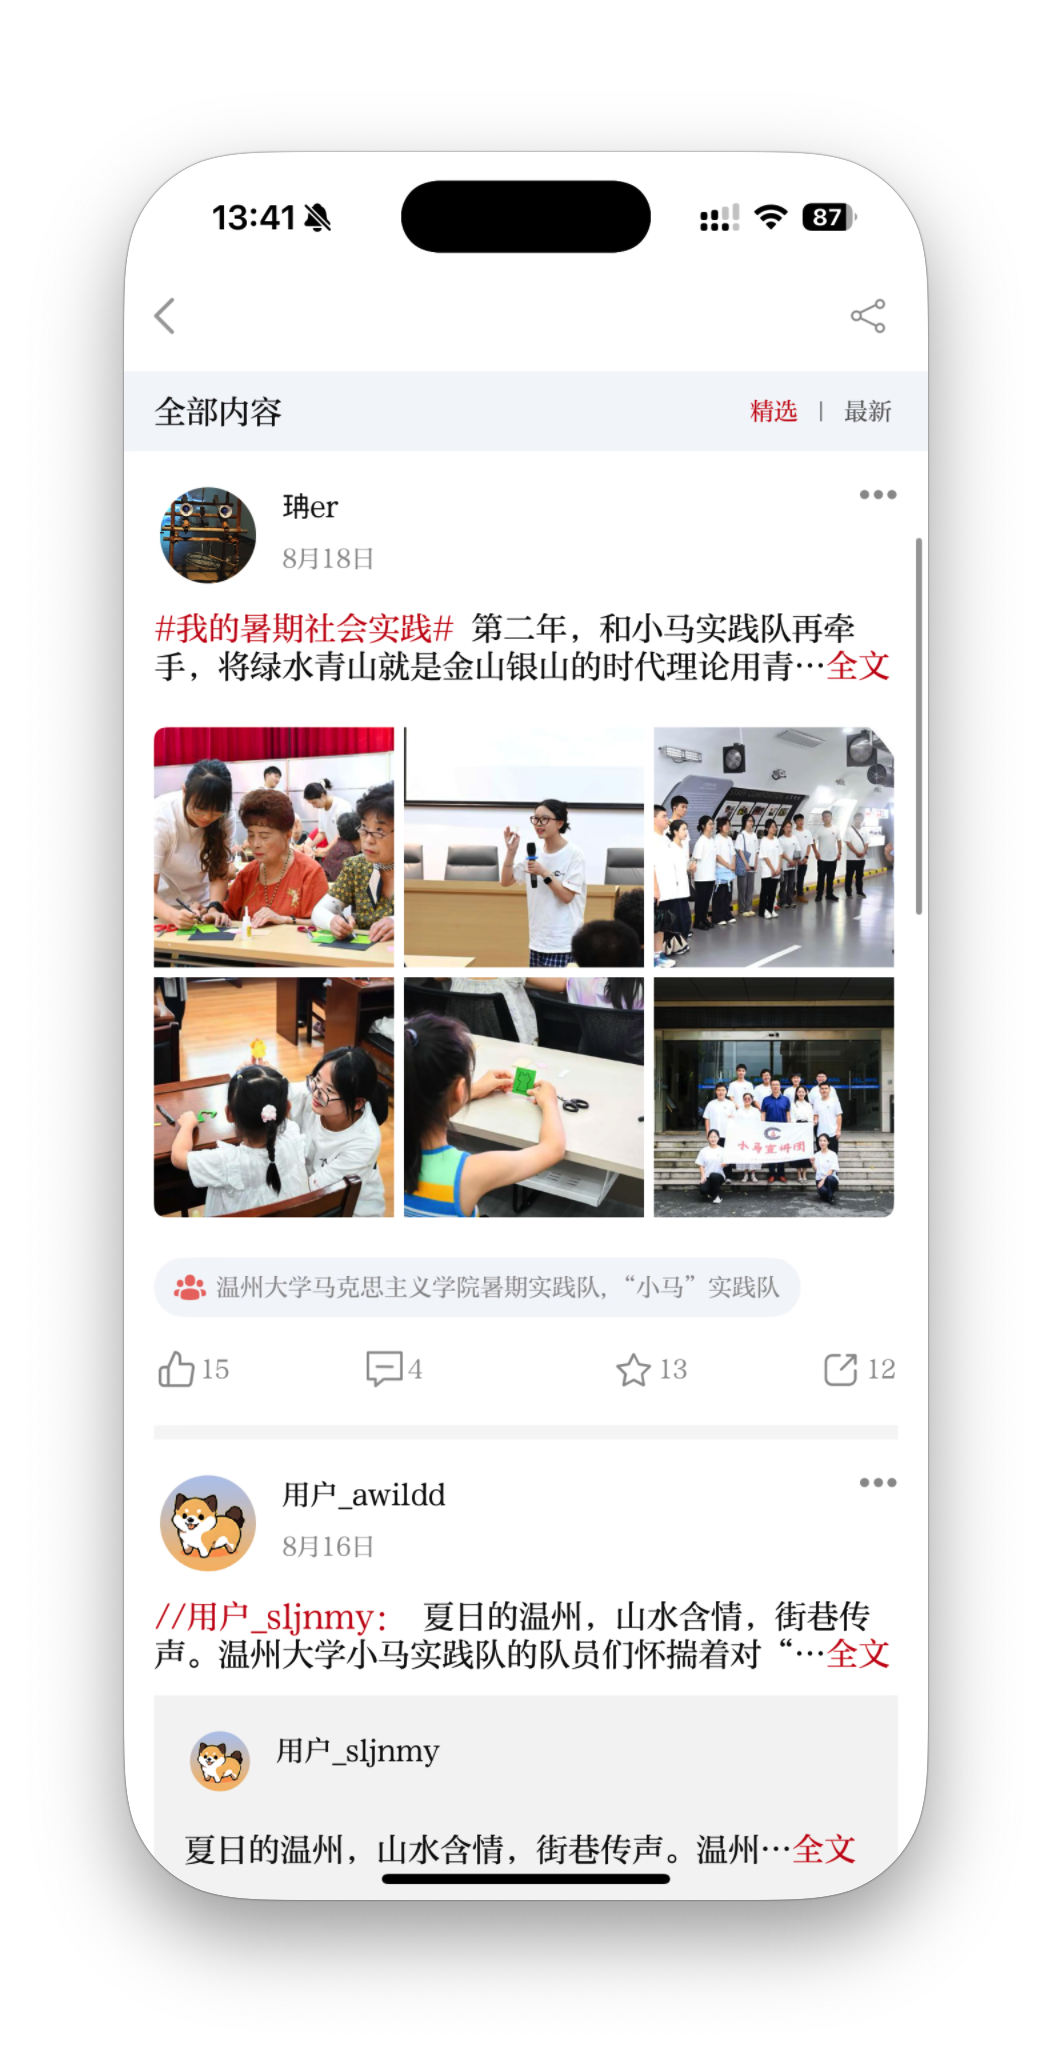 13:41
87
全部内容
精选 | 最新
珃er
8月18日
#我的暑期社会实践# 第二年，和小马实践队再牵
手，将绿水青山就是金山银山的时代理论用青…全文
小马宣讲团
温州大学马克思主义学院暑期实践队，“小马”实践队
15 4 13 12
用户_awildd
8月16日
//用户_sljnmy： 夏日的温州，山水含情，街巷传
声。温州大学小马实践队的队员们怀揣着对“…全文
用户_sljnmy
夏日的温州，山水含情，街巷传声。温州…全文